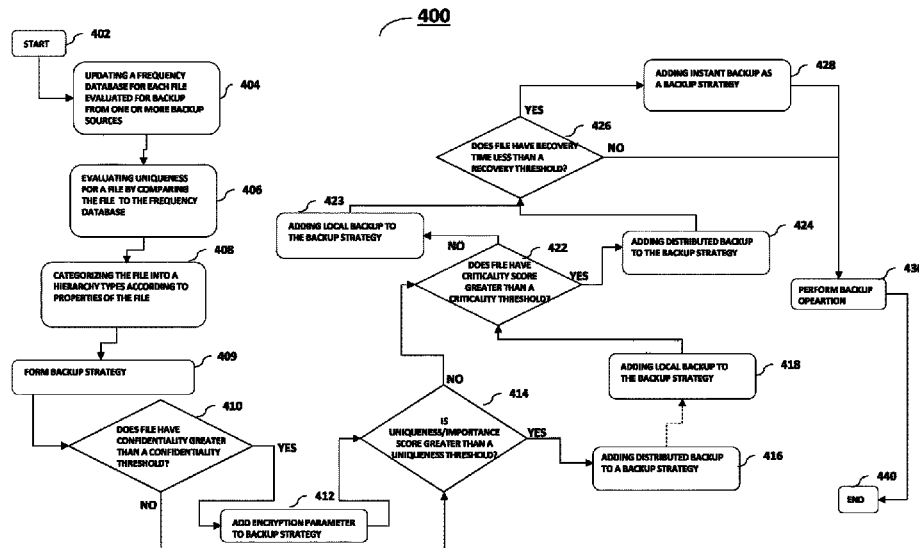 400
START
402
UPDATING A FREQUENCY
DATABASE FOR EACH FILE
EVALUATED FOR BACKUP
FROM ONE OR MORE BACKUP
SOURCES
404
EVALUATING UNIQUENESS
FOR A FILE BY COMPARING
THE FILE TO THE FREQUENCY
DATABASE
406
408
CATEGORIZING THE FILE INTO A
HIERARCHY TYPES ACCORDING TO
PROPERTIES OF THE FILE
409
FORM BACKUP STRATEGY
410
DOES FILE HAVE
CONFIDENTIALITY GREATER
THAN A CONFIDENTIALITY
THRESHOLD?
YES
NO
412
ADD ENCRYPTION PARAMETER
TO BACKUP STRATEGY
414
IS
UNIQUENESS/IMPORTANCE
SCORE GREATER THAN A
UNIQUENESS THRESHOLD?
NO
YES
ADDING DISTRIBUTED BACKUP
TO A BACKUP STRATEGY
416
ADDING LOCAL BACKUP TO
THE BACKUP STRATEGY
418
422
DOES FILE HAVE
CRITICALITY SCORE
GREATER THAN A
CRITICALITY THRESHOLD?
NO
YES
423
ADDING LOCAL BACKUP TO
THE BACKUP STRATEGY
ADDING DISTRIBUTED BACKUP
TO THE BACKUP STRATEGY
424
426
DOES FILE HAVE RECOVERY
TIME LESS THAN A
RECOVERY THRESHOLD?
YES
NO
ADDING INSTANT BACKUP AS
A BACKUP STRATEGY
428
430
PERFORM BACKUP
OPEARTION
440
END